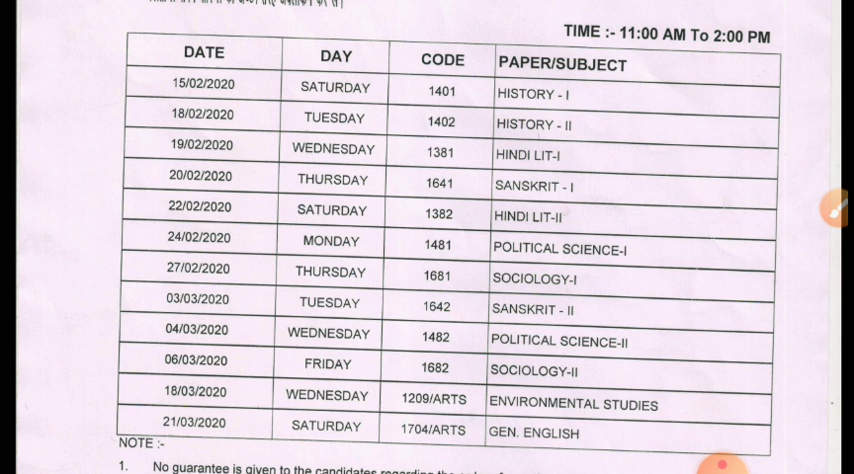 TIME :- 11:00 AM To 2:00 PM
DATE DAY CODE PAPER/SUBJECT
15/02/2020 SATURDAY 1401 HISTORY - I
18/02/2020 TUESDAY 1402 HISTORY - II
19/02/2020 WEDNESDAY 1381 HINDI LIT-I
20/02/2020 THURSDAY 1641 SANSKRIT - I
22/02/2020 SATURDAY 1382 HINDI LIT-II
24/02/2020 MONDAY 1481 POLITICAL SCIENCE-I
27/02/2020 THURSDAY 1681 SOCIOLOGY-I
03/03/2020 TUESDAY 1642 SANSKRIT - II
04/03/2020 WEDNESDAY 1482 POLITICAL SCIENCE-II
06/03/2020 FRIDAY 1682 SOCIOLOGY-II
18/03/2020 WEDNESDAY 1209/ARTS ENVIRONMENTAL STUDIES
21/03/2020 SATURDAY 1704/ARTS GEN. ENGLISH
NOTE :-
1. No guarantee is given to the candidates regarding the